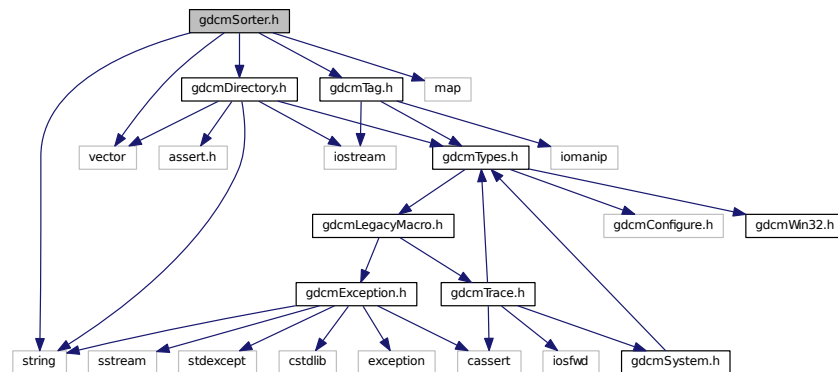 gdcmSorter.h
gdcmDirectory.h
gdcmTag.h
map
vector
assert.h
iostream
gdcmTypes.h
iomanip
gdcmLegacyMacro.h
gdcmConfigure.h
gdcmWin32.h
gdcmException.h
gdcmTrace.h
string
sstream
stdexcept
cstdlib
exception
cassert
iosfwd
gdcmSystem.h